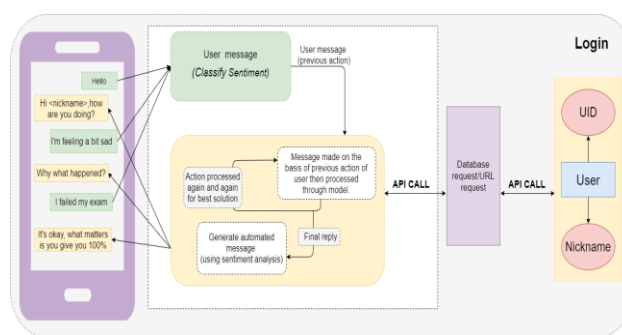 Login
Hello
Hi <nickname>,how
are you doing?
I'm feeling a bit sad
Why what happened?
I failed my exam
It's okay, what matters
is you give you 100%
User message
(Classify Sentiment)
User message
(previous action)
Action processed
again and again
for best solution
Message made on the
basis of previous action of
user then processed
through model.
Generate automated
message
(using sentiment analysis)
Final reply
API CALL
Database
request/URL
request
API CALL
UID
User
Nickname